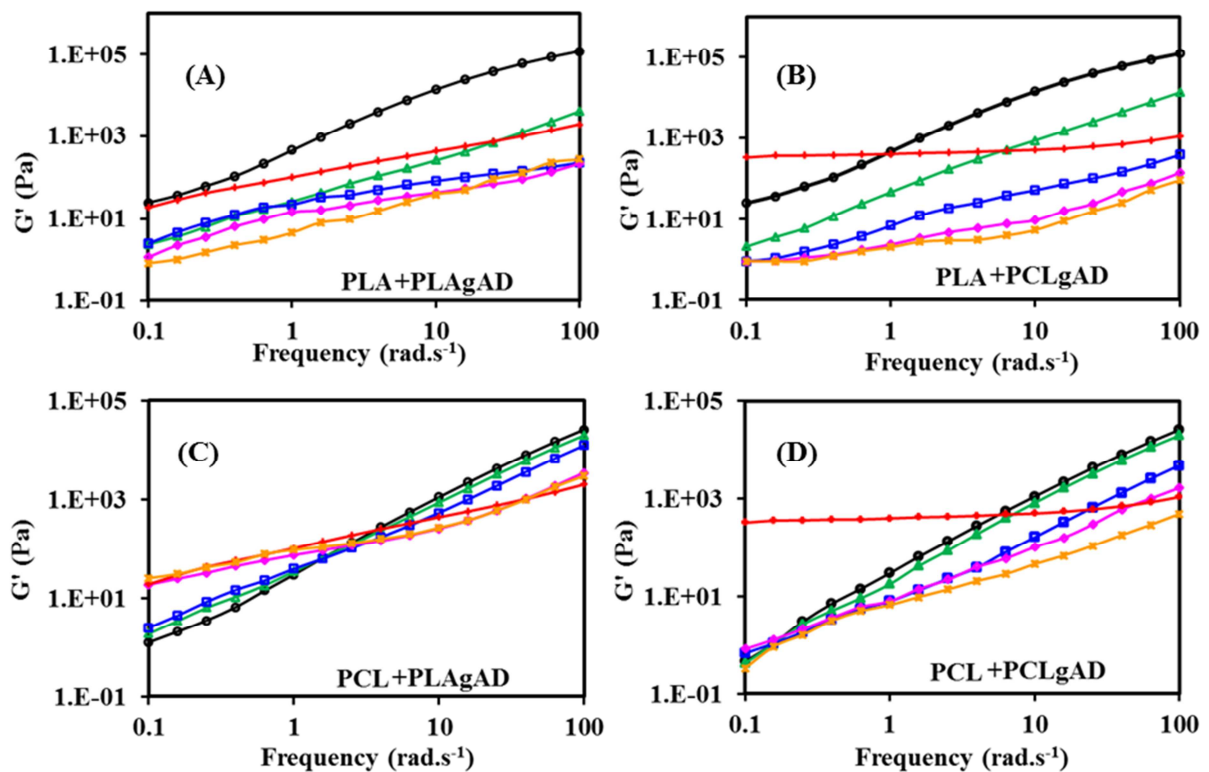 1.E+05
1.E+03
1.E+01
1.E-01
G' (Pa)
(A)
PLA+PLAgAD
0.1 1 10 100
Frequency (rad.s-1)
1.E+05
1.E+03
1.E+01
1.E-01
G' (Pa)
(B)
PLA+PCLgAD
0.1 1 10 100
Frequency (rad.s-1)
1.E+05
1.E+03
1.E+01
1.E-01
G' (Pa)
(C)
PCL+PLAgAD
0.1 1 10 100
Frequency (rad.s-1)
1.E+05
1.E+03
1.E+01
1.E-01
G' (Pa)
(D)
PCL+PCLgAD
0.1 1 10 100
Frequency (rad.s-1)